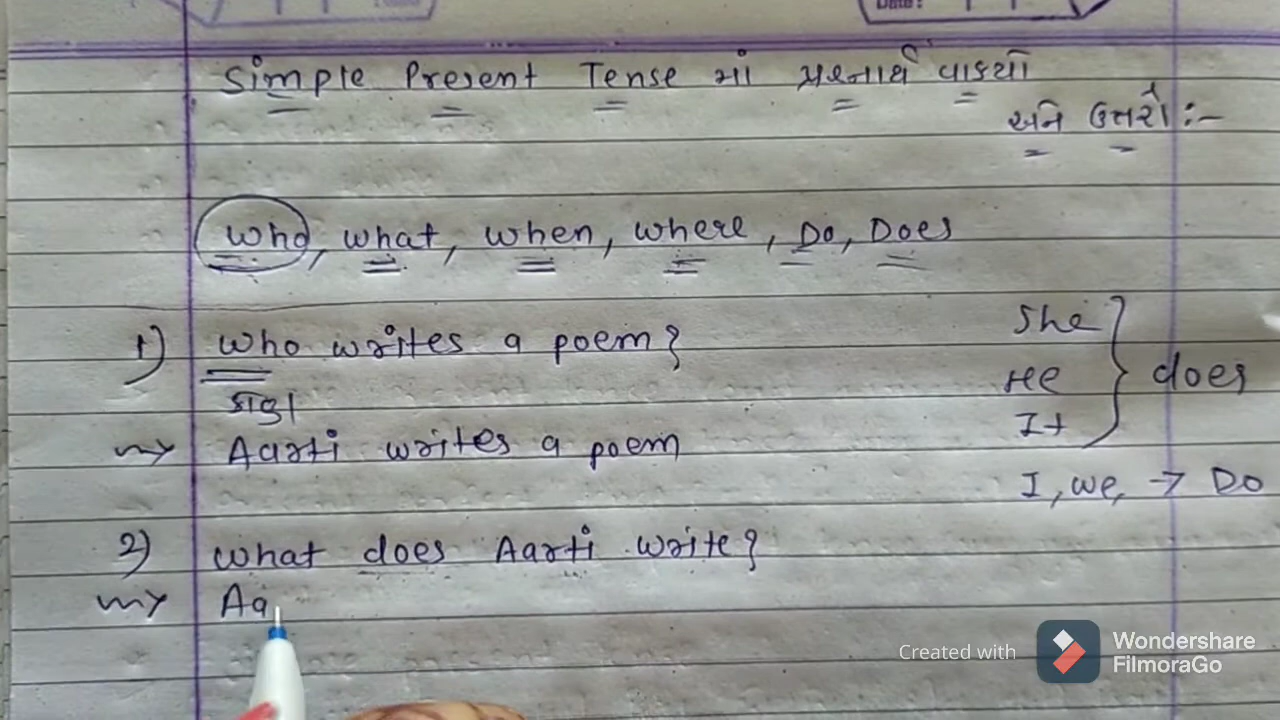 Date:
Simple Present Tense માં પ્રશ્નાર્થ વાક્યો
અને ઉત્તરો :-
Who, what, when, where, Do, Does
1) Who writes a poem?
કોણ
Aarti writes a poem
She
He
It
does
I, we, → Do
2) What does Aarti write?
Aa
Created with
Wondershare
FilmoraGo